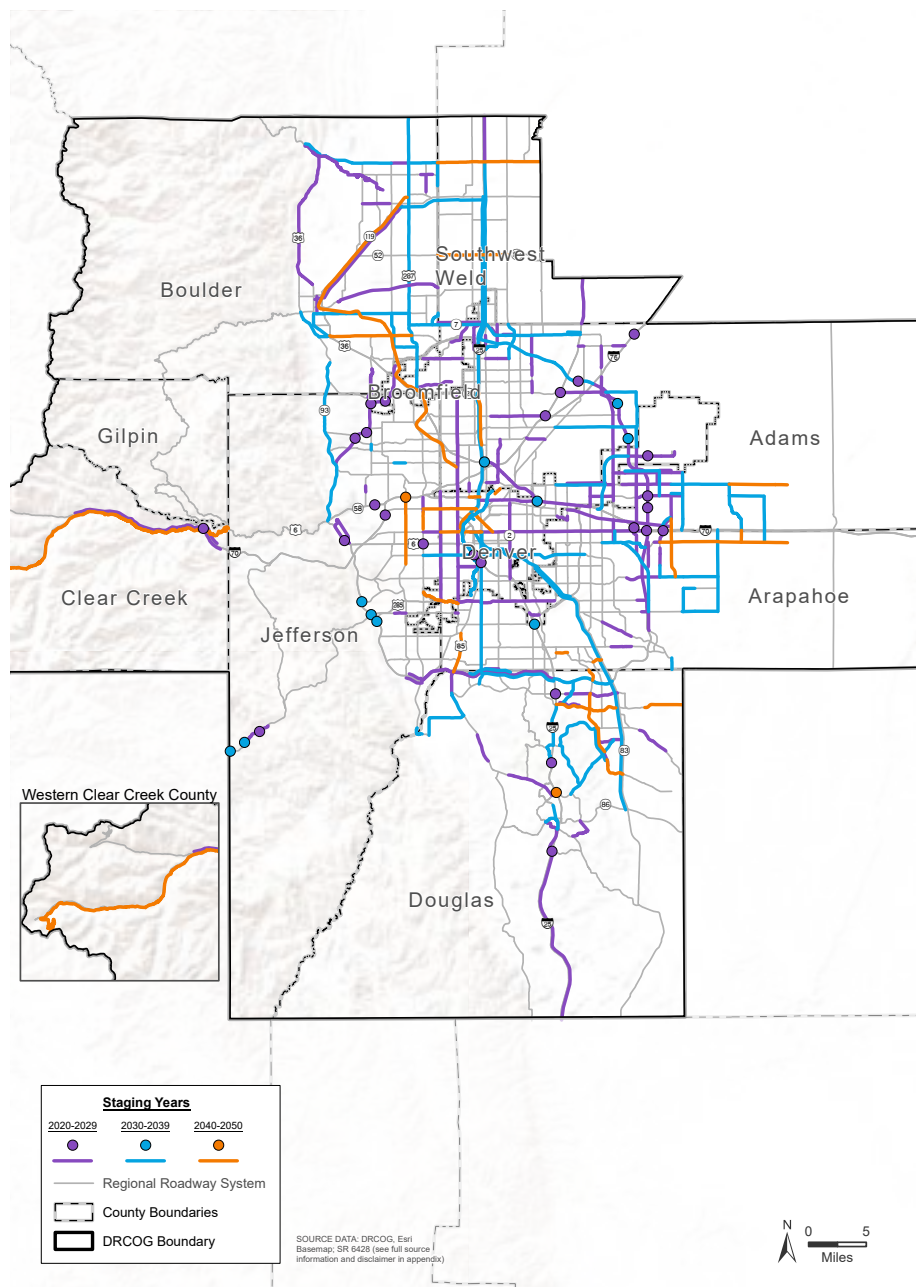 36
119
52
Southwest
Weld
287
Boulder
7
36
25
76
Broomfield
93
Gilpin
Adams
58
6
2
70
6
Denver
70
Clear Creek
285
Arapahoe
Jefferson
85
25
83
Western Clear Creek County
86
Douglas
25
Staging Years
2020-2029 2030-2039 2040-2050
Regional Roadway System
County Boundaries
DRCOG Boundary
SOURCE DATA: DRCOG, Esri
Basemap; SR 6428 (see full source
information and disclaimer in appendix)
N
0 5
Miles